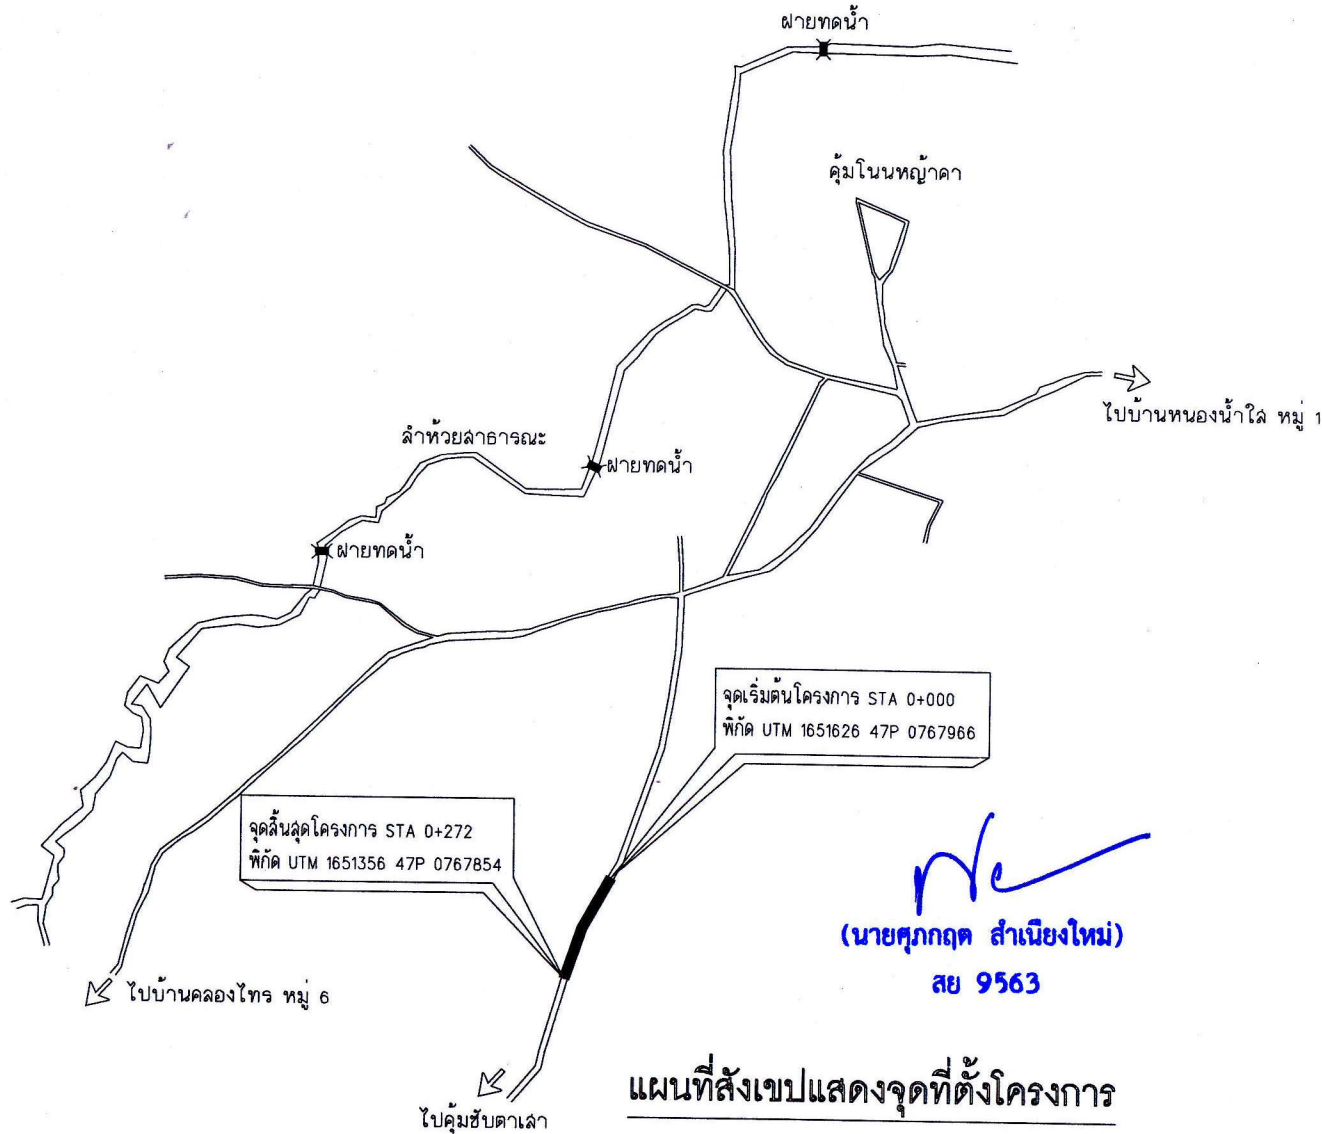 ฝายทดน้ำ
คุ้มโนนหญ้าคา
ไปบ้านหนองน้ำใส หมู่ 1
ลำห้วยสาธารณะ
ฝายทดน้ำ
ฝายทดน้ำ
จุดเริ่มต้นโครงการ STA 0+000
พิกัด UTM 1651626 47P 0767966
จุดสิ้นสุดโครงการ STA 0+272
พิกัด UTM 1651356 47P 0767854
(นายศุภกฤต สำเนียงใหม่)
สย 9563
ไปบ้านคลองไทร หมู่ 6
แผนที่สังเขปแสดงจุดที่ตั้งโครงการ
ไปคุ้มซับตาเสา